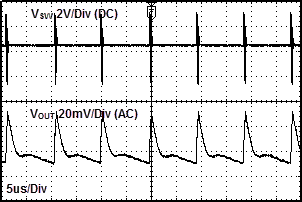 VSW 2V/Div (DC)
VOUT 20mV/Div (AC)
5us/Div